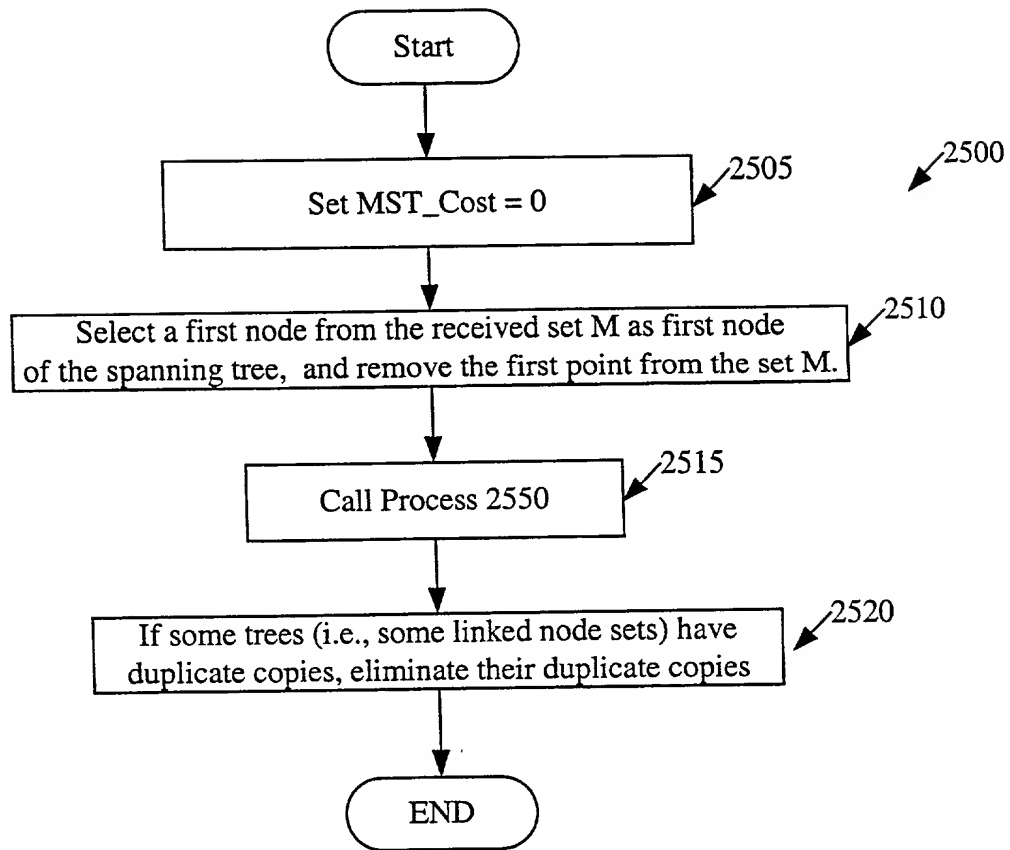 Start
2500
2505
Set MST_Cost = 0
2510
Select a first node from the received set M as first node
of the spanning tree, and remove the first point from the set M.
2515
Call Process 2550
2520
If some trees (i.e., some linked node sets) have
duplicate copies, eliminate their duplicate copies
END